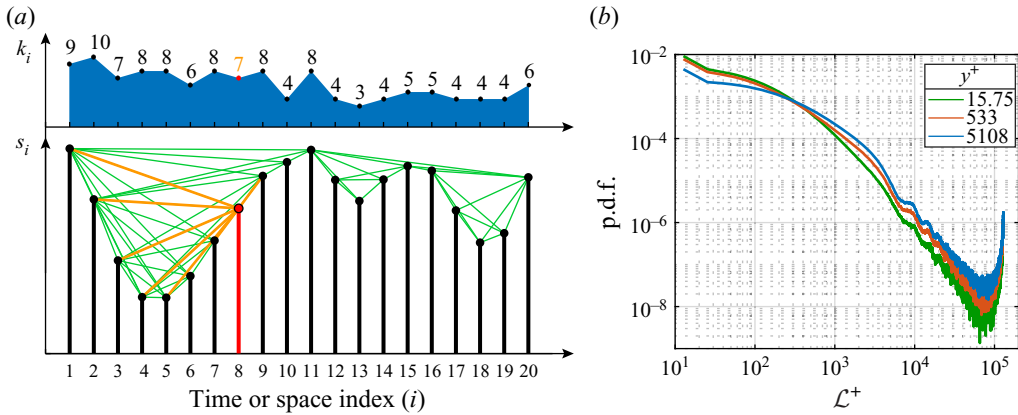 (a)
k_i
9 10 7 8 8 6 8 7 8 4 8 4 3 4 5 5 4 4 4 6
s_i
1 2 3 4 5 6 7 8 9 10 11 12 13 14 15 16 17 18 19 20
Time or space index (i)
(b)
10^−2
10^−4
10^−6
10^−8
p.d.f.
y^+
15.75
533
5108
10^1 10^2 10^3 10^4 10^5
ℒ^+